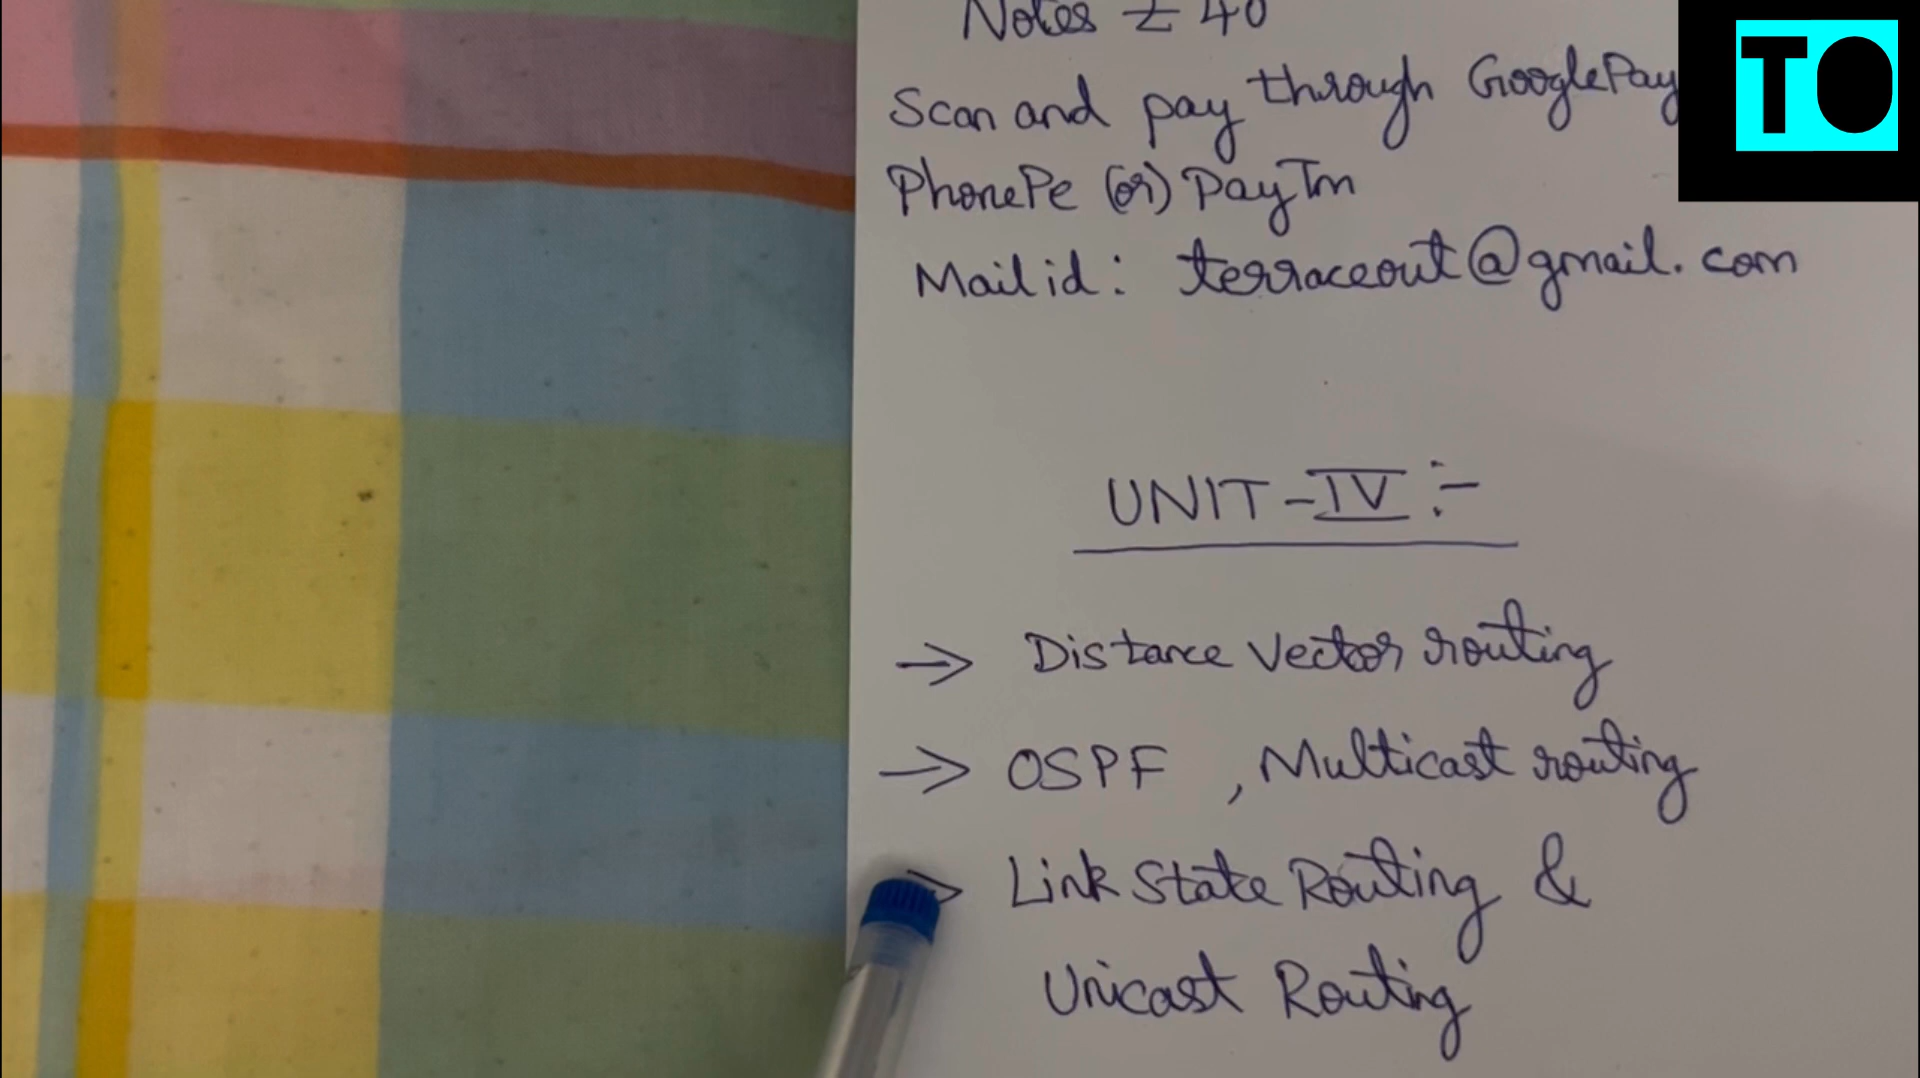 Notes ₹ 40
TO
Scan and pay through GooglePay
PhonePe (or) PayTm
Mail id : terraceout@gmail.com
UNIT - IV :-
→ Distance Vector routing
→ OSPF , Multicast routing
→ Link State Routing &
Unicast Routing